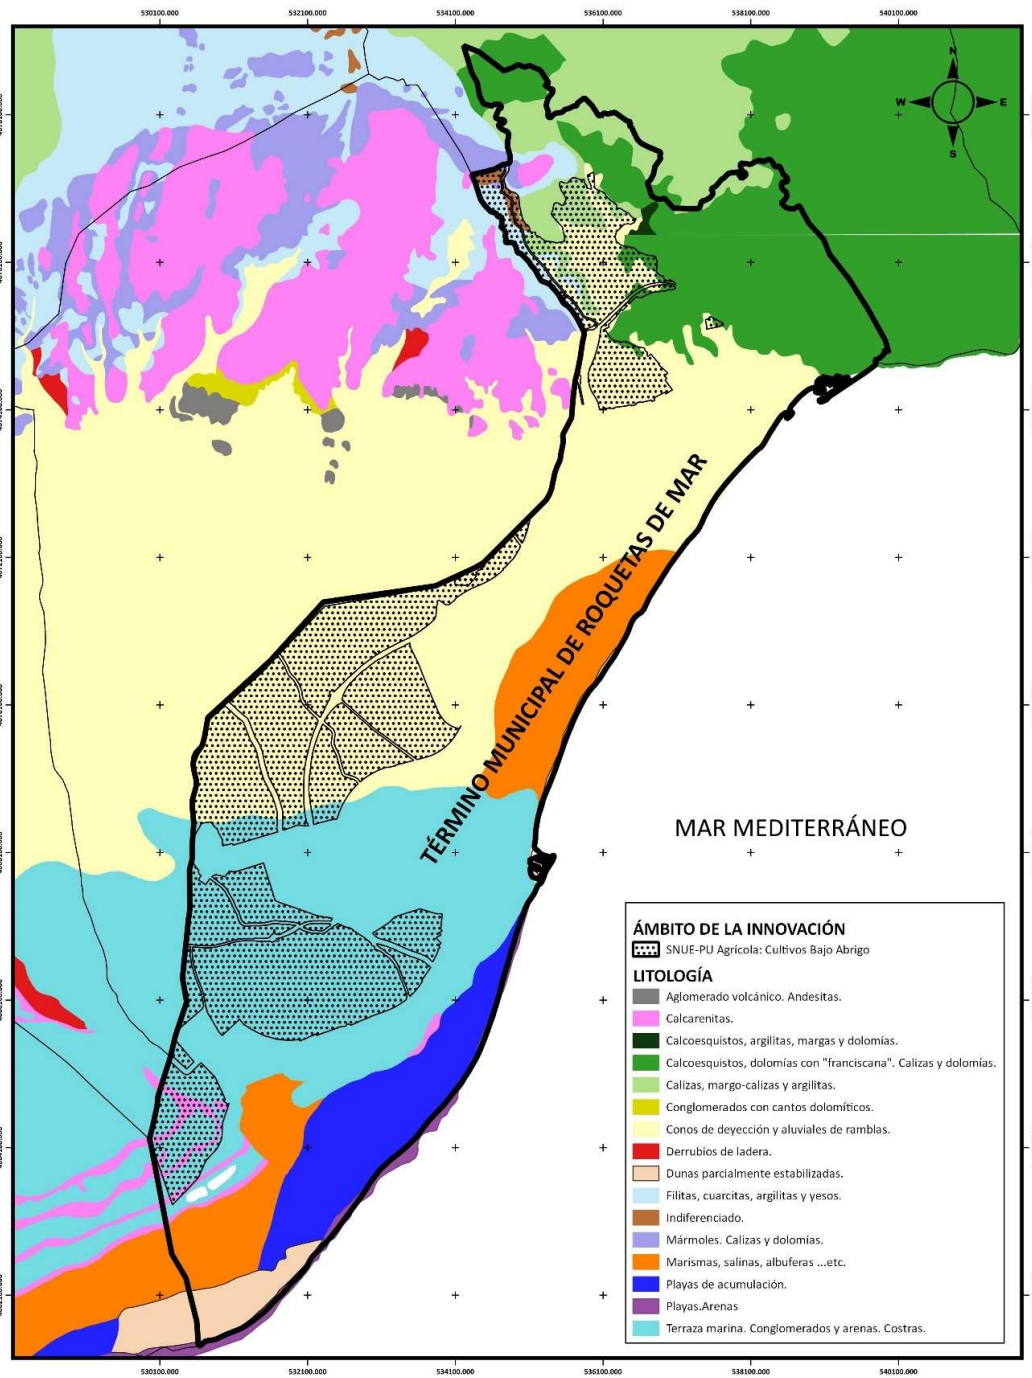 530100.000 532100.000 534100.000 536100.000 538100.000 540100.000
N
W E
S
TÉRMINO MUNICIPAL DE ROQUETAS DE MAR
MAR MEDITERRÁNEO
ÁMBITO DE LA INNOVACIÓN
SNUE-PU Agrícola: Cultivos Bajo Abrigo
LITOLOGÍA
Aglomerado volcánico. Andesitas.
Calcarenitas.
Calcoesquistos, argilitas, margas y dolomías.
Calcoesquistos, dolomías con "franciscana". Calizas y dolomías.
Calizas, margo-calizas y argilitas.
Conglomerados con cantos dolomíticos.
Conos de deyección y aluviales de ramblas.
Derrubios de ladera.
Dunas parcialmente estabilizadas.
Filitas, cuarcitas, argilitas y yesos.
Indiferenciado.
Mármoles. Calizas y dolomías.
Marismas, salinas, albuferas ...etc.
Playas de acumulación.
Playas.Arenas
Terraza marina. Conglomerados y arenas. Costras.
530100.000 532100.000 534100.000 536100.000 538100.000 540100.000